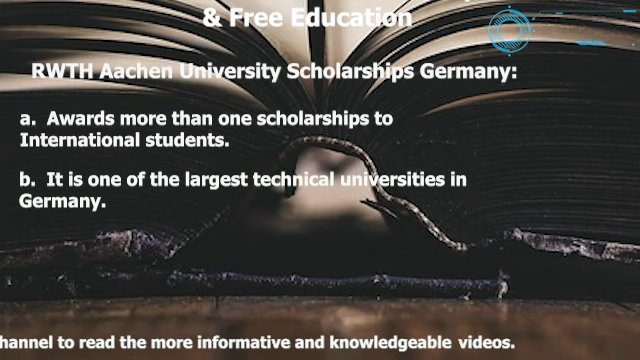 & Free Education
RWTH Aachen University Scholarships Germany:
a. Awards more than one scholarships to
International students.
b. It is one of the largest technical universities in
Germany.
hannel to read the more informative and knowledgeable videos.